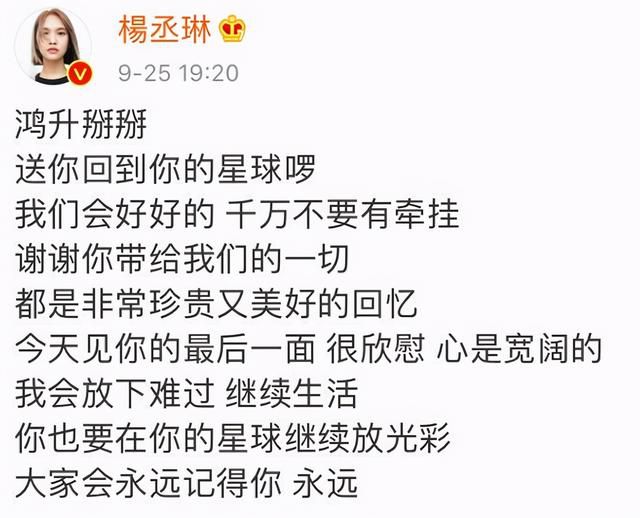 楊丞琳
9-25 19:20
鸿升掰掰
送你回到你的星球啰
我们会好好的 千万不要有牵挂
谢谢你带给我们的一切
都是非常珍贵又美好的回忆
今天见你的最后一面 很欣慰 心是宽阔的
我会放下难过 继续生活
你也要在你的星球继续放光彩
大家会永远记得你 永远